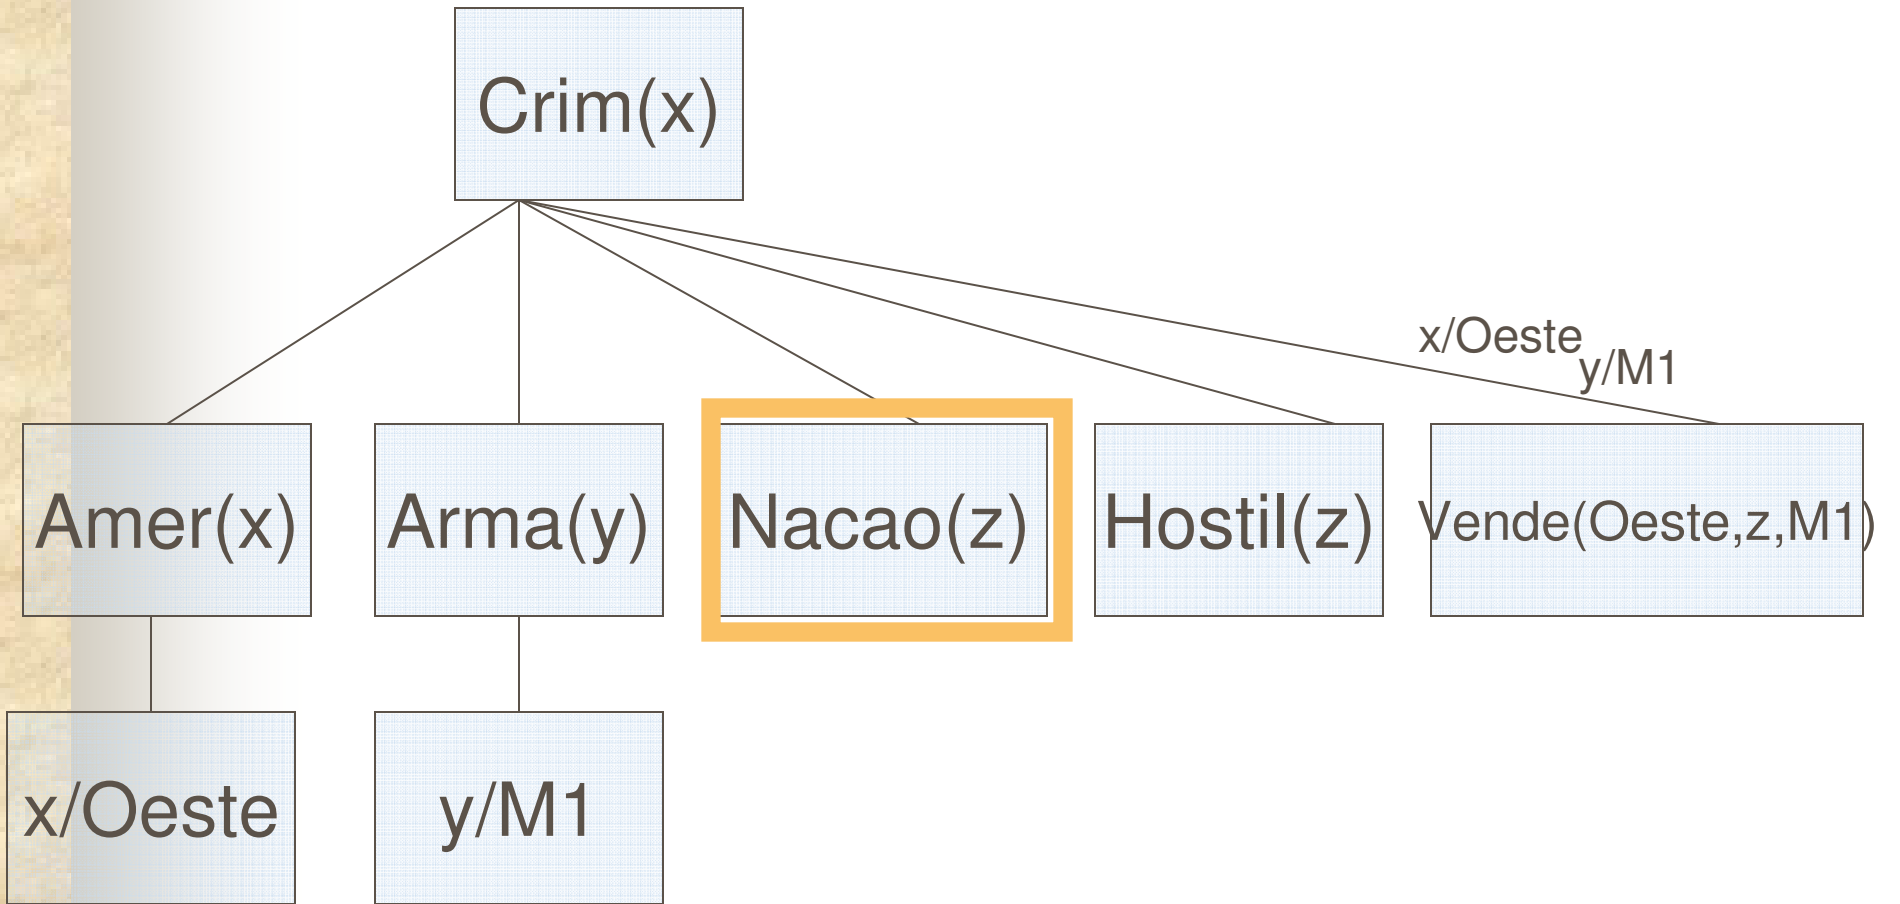 Crim(x)
x/Oeste
y/M1
Amer(x)
Arma(y)
Nacao(z)
Hostil(z)
Vende(Oeste,z,M1)
x/Oeste
y/M1